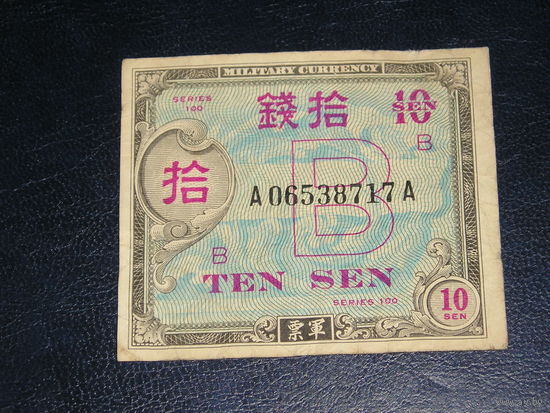 MILITARY CURRENCY
SERIES
100
錢拾
10
SEN
B
拾
B
A06538717A
B
TEN SEN
SERIES 100
票軍
10
SEN